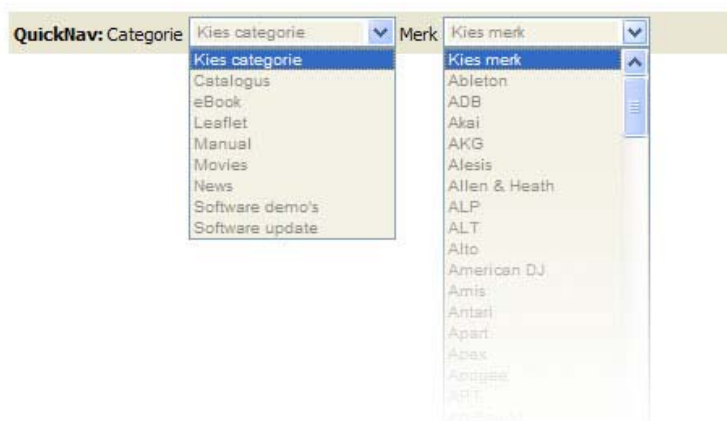 QuickNav: Categorie Kies categorie Merk Kies merk
Kies categorie
Catalogus
eBook
Leaflet
Manual
Movies
News
Software demo's
Software update
Kies merk
Ableton
ADB
Akai
AKG
Alesis
Allen & Heath
ALP
ALT
Alto
American DJ
Amis
Antari
Apart
Apex
Apogee
ART